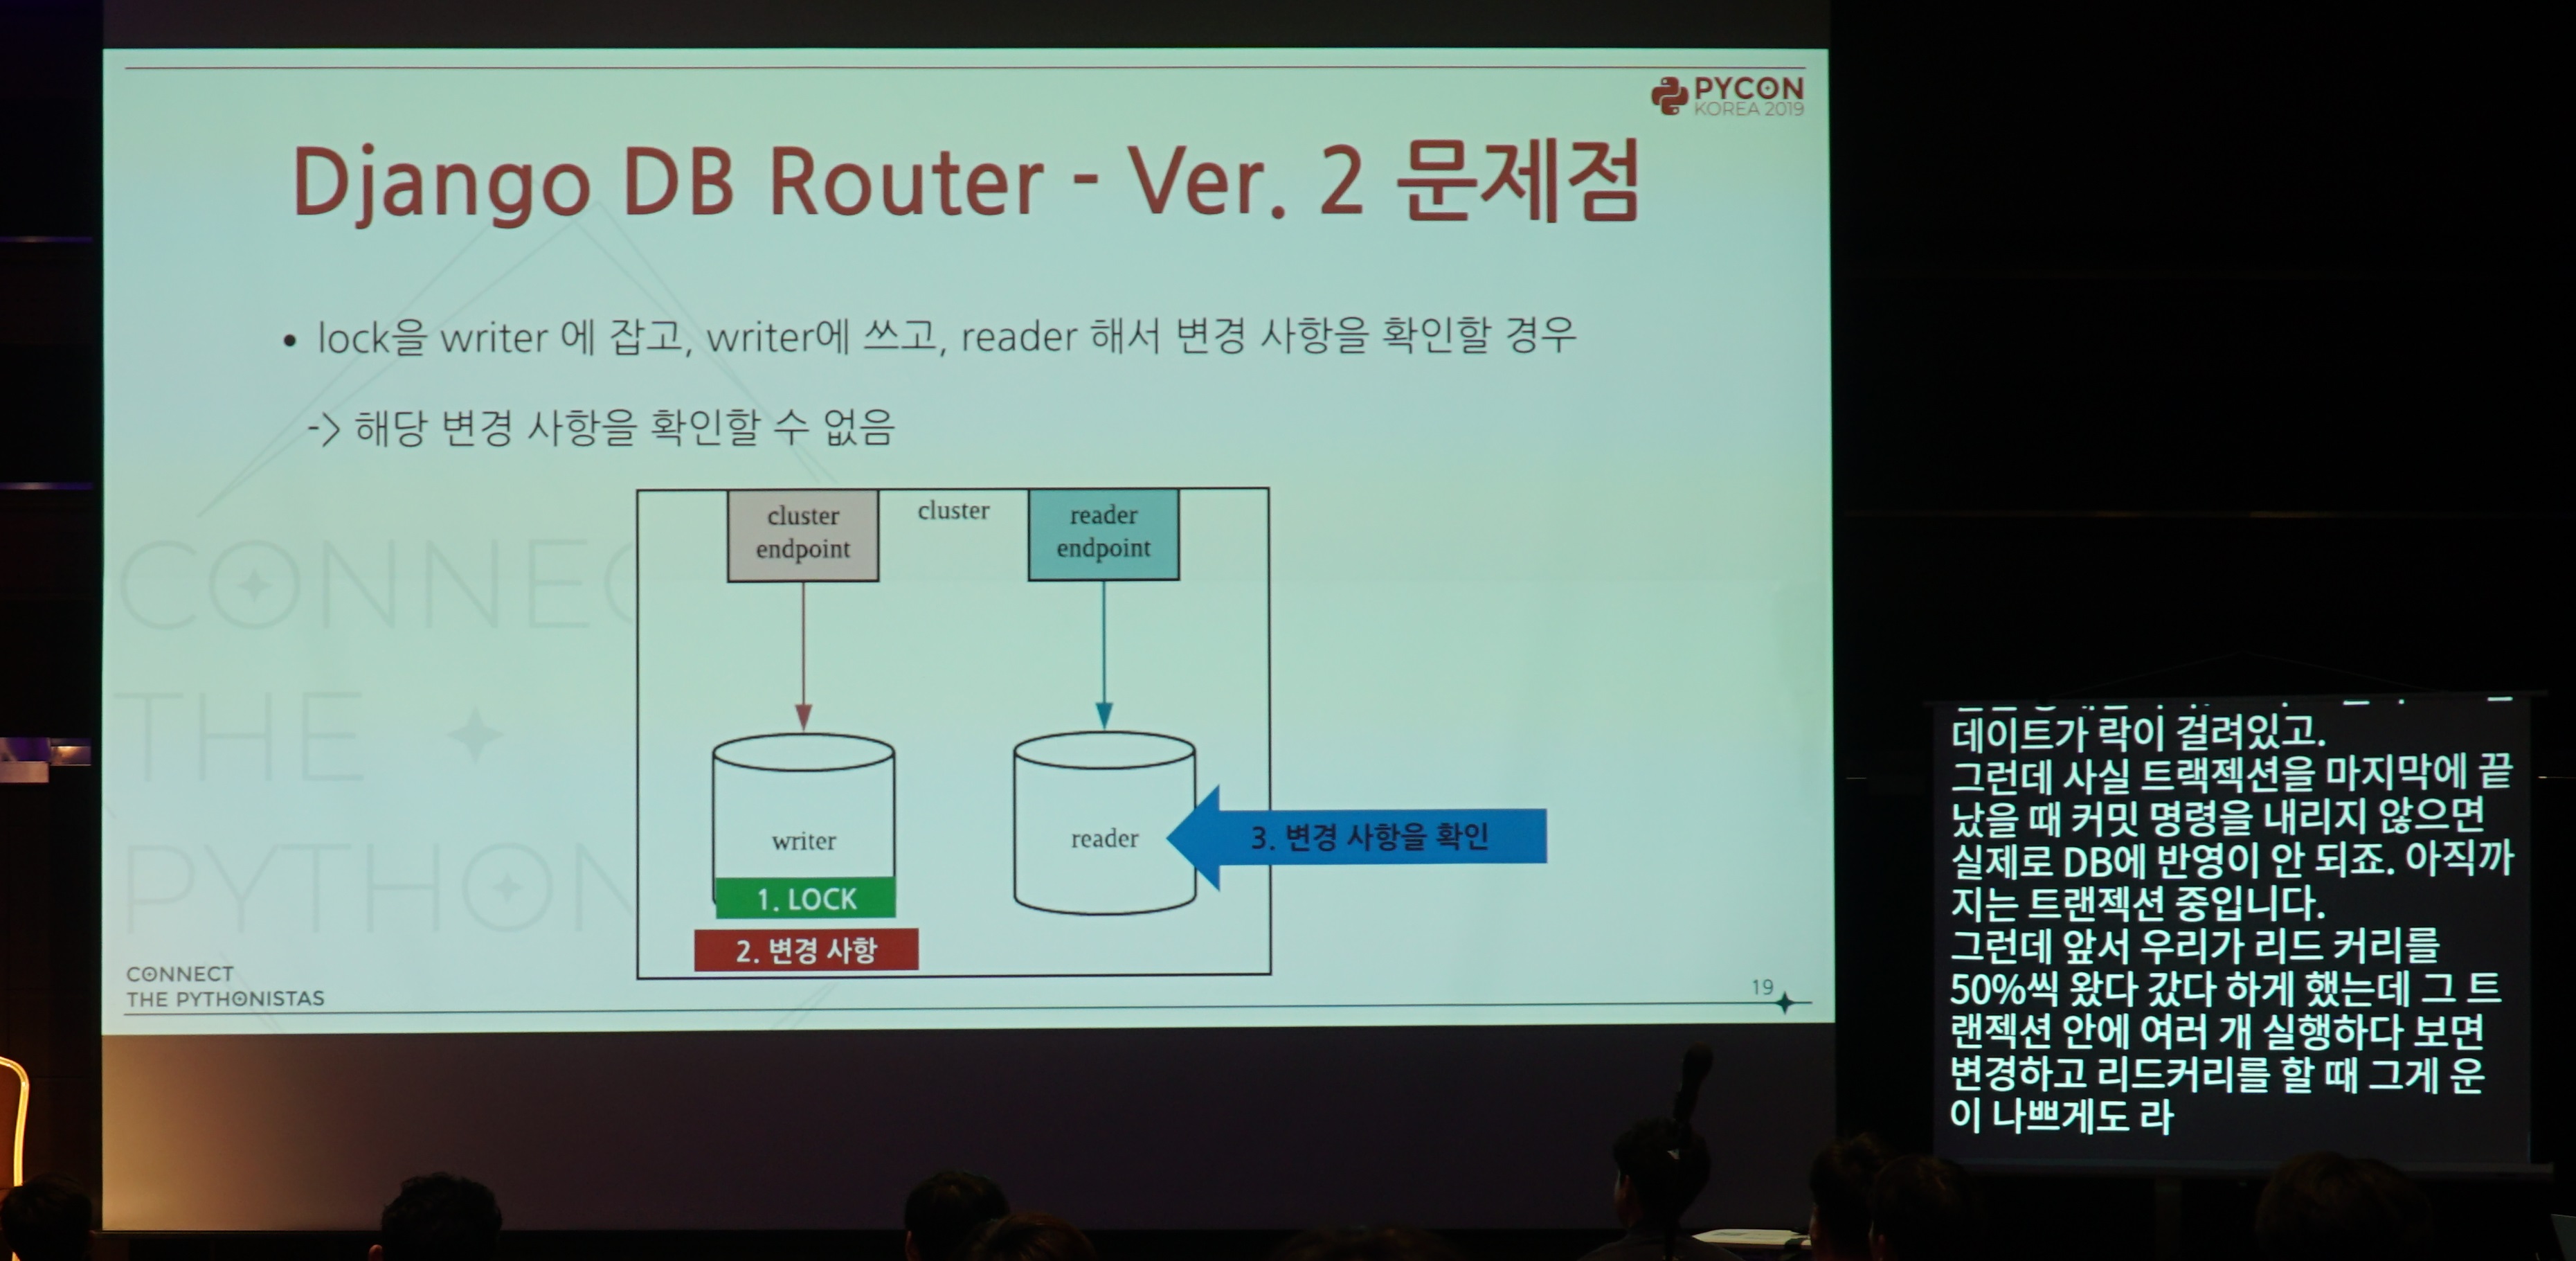 PYCON
KOREA 2019
Django DB Router - Ver. 2 문제점
• lock을 writer 에 잡고, writer에 쓰고, reader 해서 변경 사항을 확인할 경우
-> 해당 변경 사항을 확인할 수 없음
cluster
endpoint
cluster
reader
endpoint
writer
reader
1. LOCK
2. 변경 사항
3. 변경 사항을 확인
CONNEC
THE
PYTHON
CONNECT
THE PYTHONISTAS
19
데이트가 락이 걸려있고.
그런데 사실 트랙젝션을 마지막에 끝
났을 때 커밋 명령을 내리지 않으면
실제로 DB에 반영이 안 되죠. 아직까
지는 트랜젝션 중입니다.
그런데 앞서 우리가 리드 커리를
50%씩 왔다 갔다 하게 했는데 그 트
랜젝션 안에 여러 개 실행하다 보면
변경하고 리드커리를 할 때 그게 운
이 나쁘게도 라